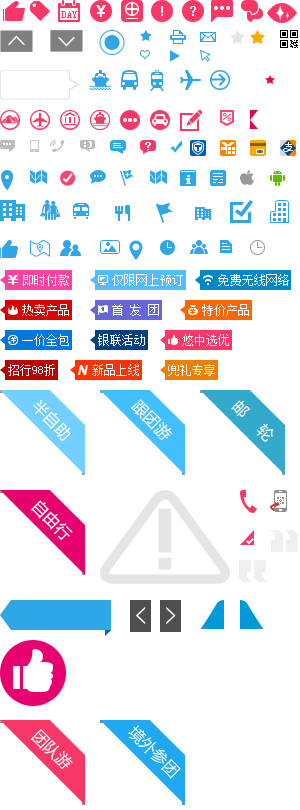 DAY
即时付款
仅限网上预订
免费无线网络
热卖产品
首发团
特价产品
一价全包
银联活动
您中选优
招行98折
N 新品上线
兜礼专享
半自助
跟团游
邮轮
自由行
团队游
境外参团